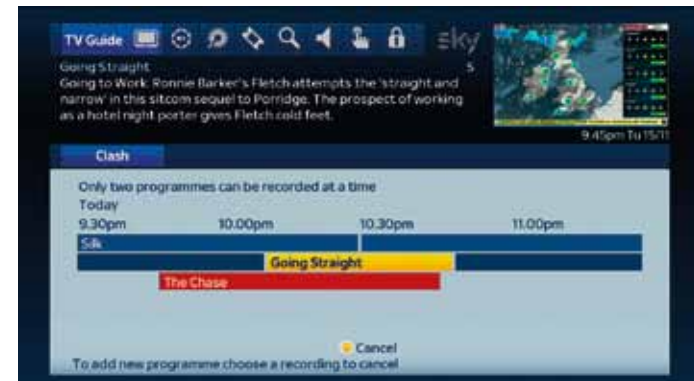 TV Guide
sky
Going Straight
Going to Work. Ronnie Barker's Fletch attempts the 'straight and
narrow' in this sitcom sequel to Porridge. The prospect of working
as a hotel night porter gives Fletch cold feet.
9.45pm Tu 15/11
Clash
Only two programmes can be recorded at a time
Today
9.30pm 10.00pm 10.30pm 11.00pm
Silk
Going Straight
The Chase
Cancel
To add new programme choose a recording to cancel